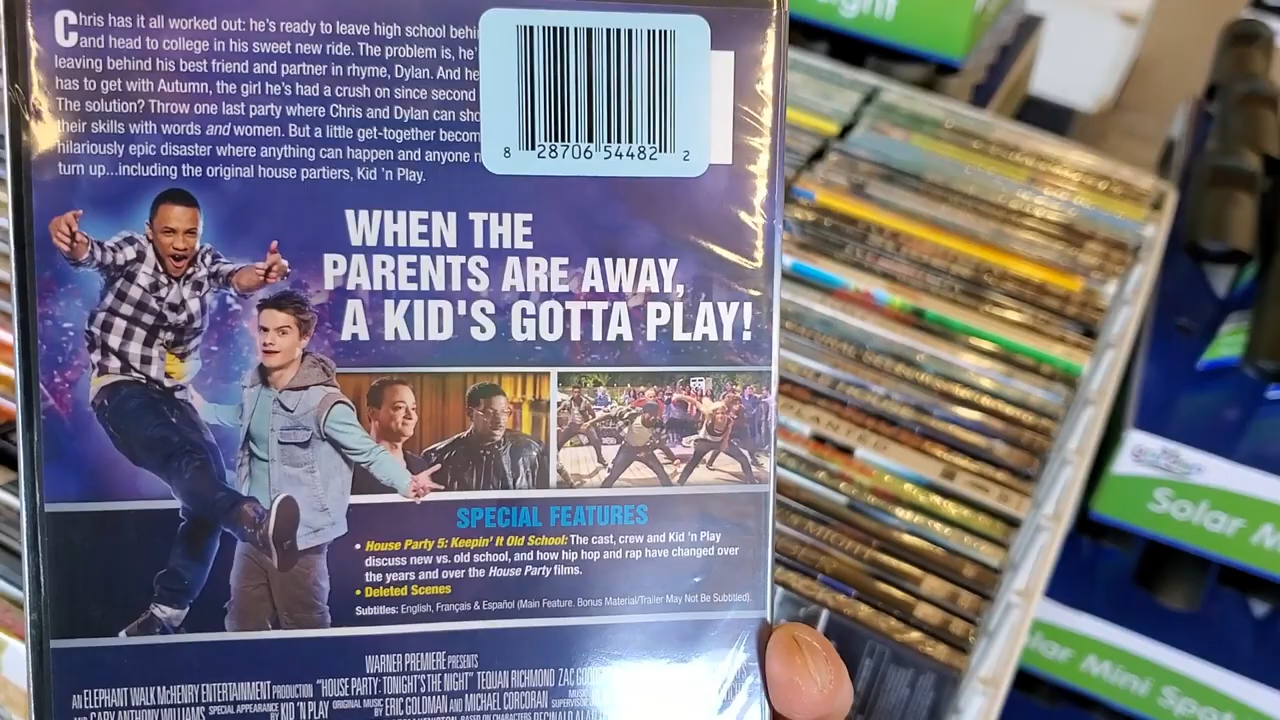 Chris has it all worked out: he's ready to leave high school behi
and head to college in his sweet new ride. The problem is, he'
leaving behind his best friend and partner in rhyme, Dylan. And he
has to get with Autumn, the girl he's had a crush on since second
The solution? Throw one last party where Chris and Dylan can sho
their skills with words and women. But a little get-together becom
hilariously epic disaster where anything can happen and anyone
turn up...including the original house partiers, Kid 'n Play.
8 28706 54482 2
WHEN THE
PARENTS ARE AWAY,
A KID'S GOTTA PLAY!
SPECIAL FEATURES
• House Party 5: Keepin' It Old School: The cast, crew and Kid 'n Play
discuss new vs. old school, and how hip hop and rap have changed over
the years and over the House Party films.
• Deleted Scenes
Subtitles: English, Français & Español (Main Feature. Bonus Material/Trailer May Not Be Subtitled).
WARNER PREMIERE PRESENTS
AN ELEPHANT WALK McHENRY ENTERTAINMENT PRODUCTION "HOUSE PARTY: TONIGHT'S THE NIGHT" TEQUAN RICHMOND ZAC
GARY ANTHONY WILLIAMS SPECIAL APPEARANCE BY KID 'N PLAY ORIGINAL MUSIC BY ERIC GOLDMAN AND MICHAEL CORCORAN
BASED ON CHARACTERS
Solar
Solar Mini Spot